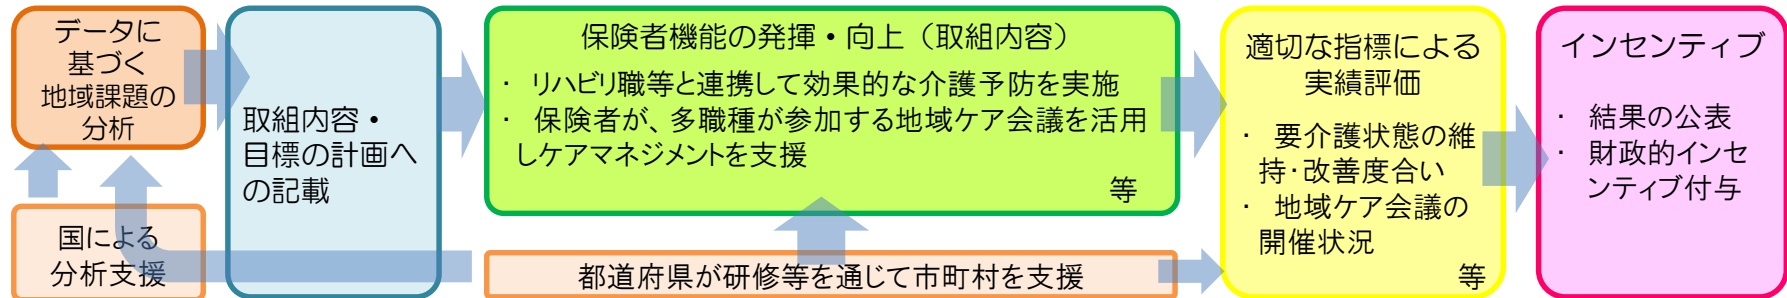 データに
基づく
地域課題の
分析
国による
分析支援
取組内容・
目標の計画へ
の記載
保険者機能の発揮・向上（取組内容）
・ リハビリ職等と連携して効果的な介護予防を実施
・ 保険者が、多職種が参加する地域ケア会議を活用
しケアマネジメントを支援
等
都道府県が研修等を通じて市町村を支援
適切な指標による
実績評価
・ 要介護状態の維
持・改善度合い
・ 地域ケア会議の
開催状況
等
インセンティブ
・ 結果の公表
・ 財政的インセ
ンティブ付与